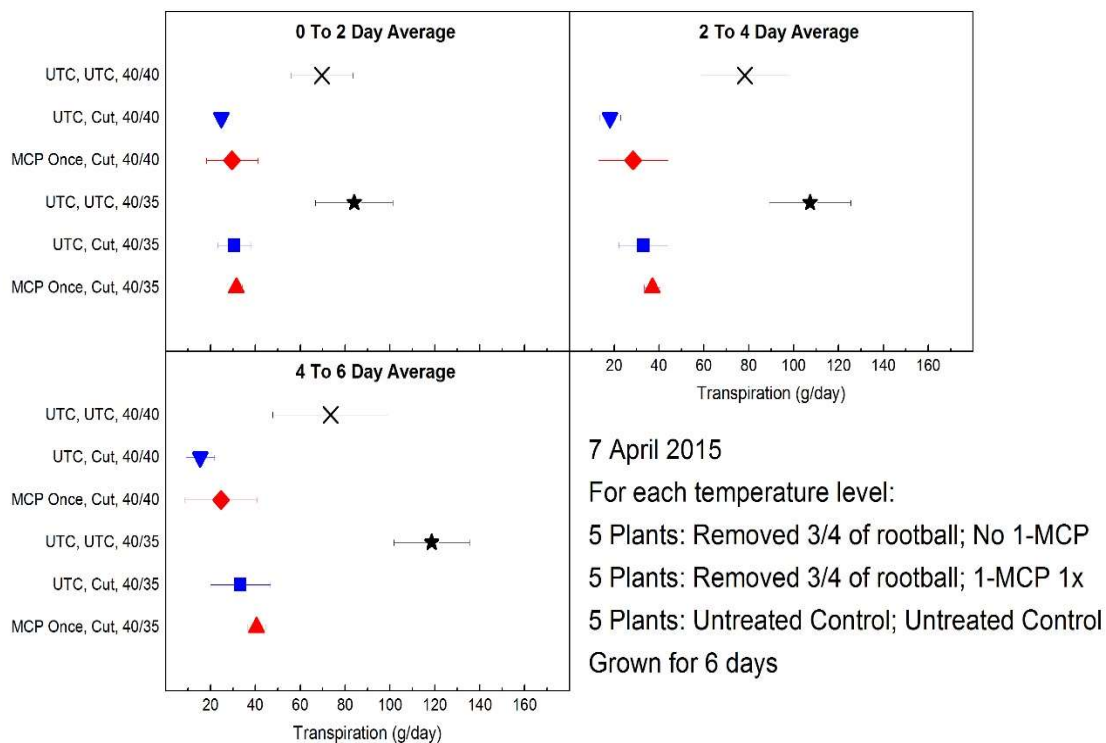 0 To 2 Day Average
UTC, UTC, 40/40
UTC, Cut, 40/40
MCP Once, Cut, 40/40
UTC, UTC, 40/35
UTC, Cut, 40/35
MCP Once, Cut, 40/35
2 To 4 Day Average
20 40 60 80 100 120 140 160
Transpiration (g/day)
4 To 6 Day Average
UTC, UTC, 40/40
UTC, Cut, 40/40
MCP Once, Cut, 40/40
UTC, UTC, 40/35
UTC, Cut, 40/35
MCP Once, Cut, 40/35
20 40 60 80 100 120 140 160
Transpiration (g/day)
7 April 2015
For each temperature level:
5 Plants: Removed 3/4 of rootball; No 1-MCP
5 Plants: Removed 3/4 of rootball; 1-MCP 1x
5 Plants: Untreated Control; Untreated Control
Grown for 6 days